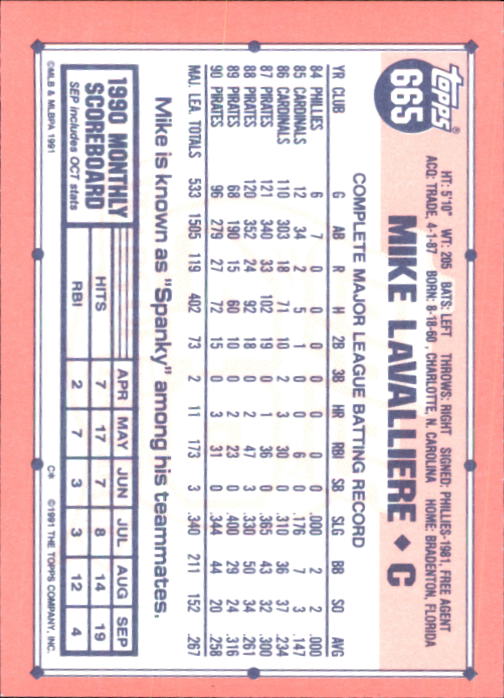 topps®
665
HT: 5'10" WT: 205 BATS: LEFT THROWS: RIGHT SIGNED: PHILLIES-1981, FREE AGENT
ACQ: TRADE, 4-1-87 BORN: 8-18-60, CHARLOTTE, N. CAROLINA HOME: BRADENTON, FLORIDA
MIKE LAVALLIERE ◆ C
COMPLETE MAJOR LEAGUE BATTING RECORD
YR CLUB G AB R H 2B 3B HR RBI SB SLG BB SO AVG
84 PHILLIES 6 7 0 0 0 0 0 0 0 .000 2 2 .000
85 CARDINALS 12 34 2 5 1 0 0 6 0 .176 7 3 .147
86 CARDINALS 110 303 18 71 10 2 3 30 0 .310 36 37 .234
87 PIRATES 121 340 33 102 19 0 1 36 0 .365 43 32 .300
88 PIRATES 120 352 24 92 18 0 2 47 3 .330 50 34 .261
89 PIRATES 68 190 15 60 10 0 2 23 0 .400 29 24 .316
90 PIRATES 96 279 27 72 15 0 3 31 0 .344 44 20 .258
MAJ. LEA. TOTALS 533 1505 119 402 73 2 11 173 3 .340 211 152 .267
Mike is known as "Spanky" among his teammates.
1990 MONTHLY
SCOREBOARD
SEP includes OCT stats
APR MAY JUN JUL AUG SEP
HITS 7 17 7 8 14 19
RBI 2 7 3 3 12 4
©MLB & MLBPA 1991
C* ©1991 THE TOPPS COMPANY, INC.